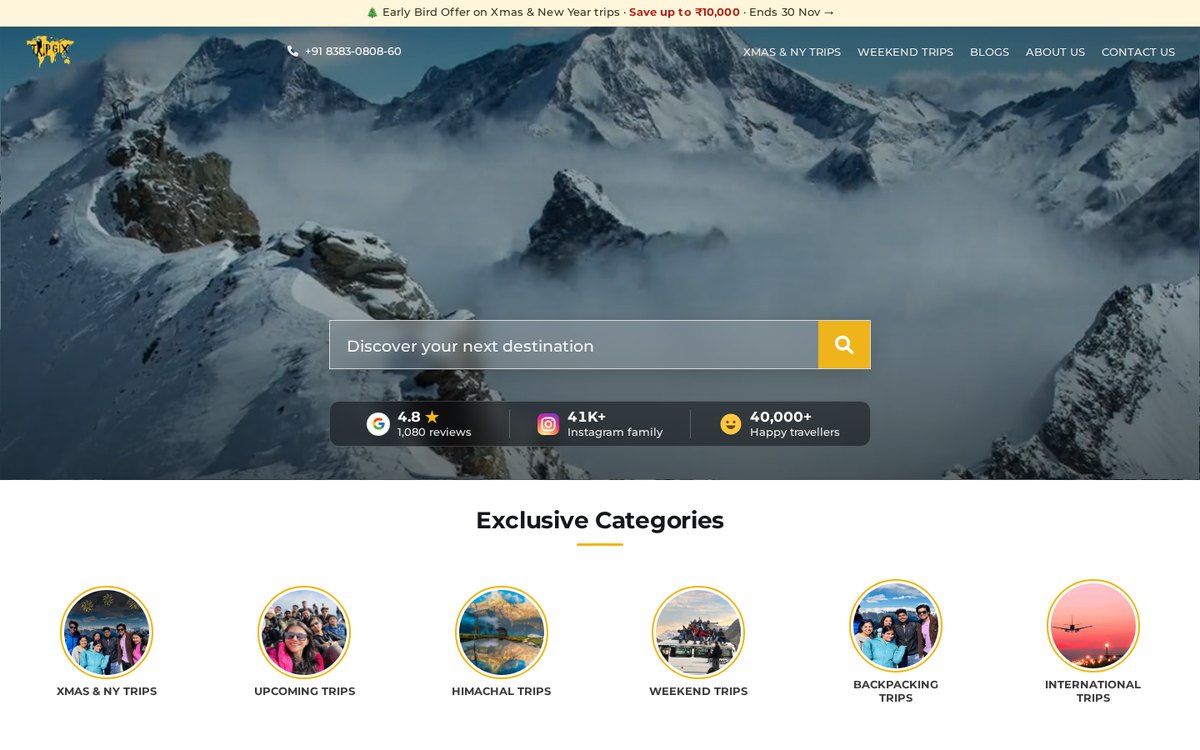 🎄 Early Bird Offer on Xmas & New Year trips · Save up to ₹10,000 · Ends 30 Nov →
TRIPGIX
+91 8383-0808-60
XMAS & NY TRIPS
WEEKEND TRIPS
BLOGS
ABOUT US
CONTACT US
Discover your next destination
4.8 ★
1,080 reviews
41K+
Instagram family
40,000+
Happy travellers
Exclusive Categories
XMAS & NY TRIPS
UPCOMING TRIPS
HIMACHAL TRIPS
WEEKEND TRIPS
BACKPACKING
TRIPS
INTERNATIONAL
TRIPS